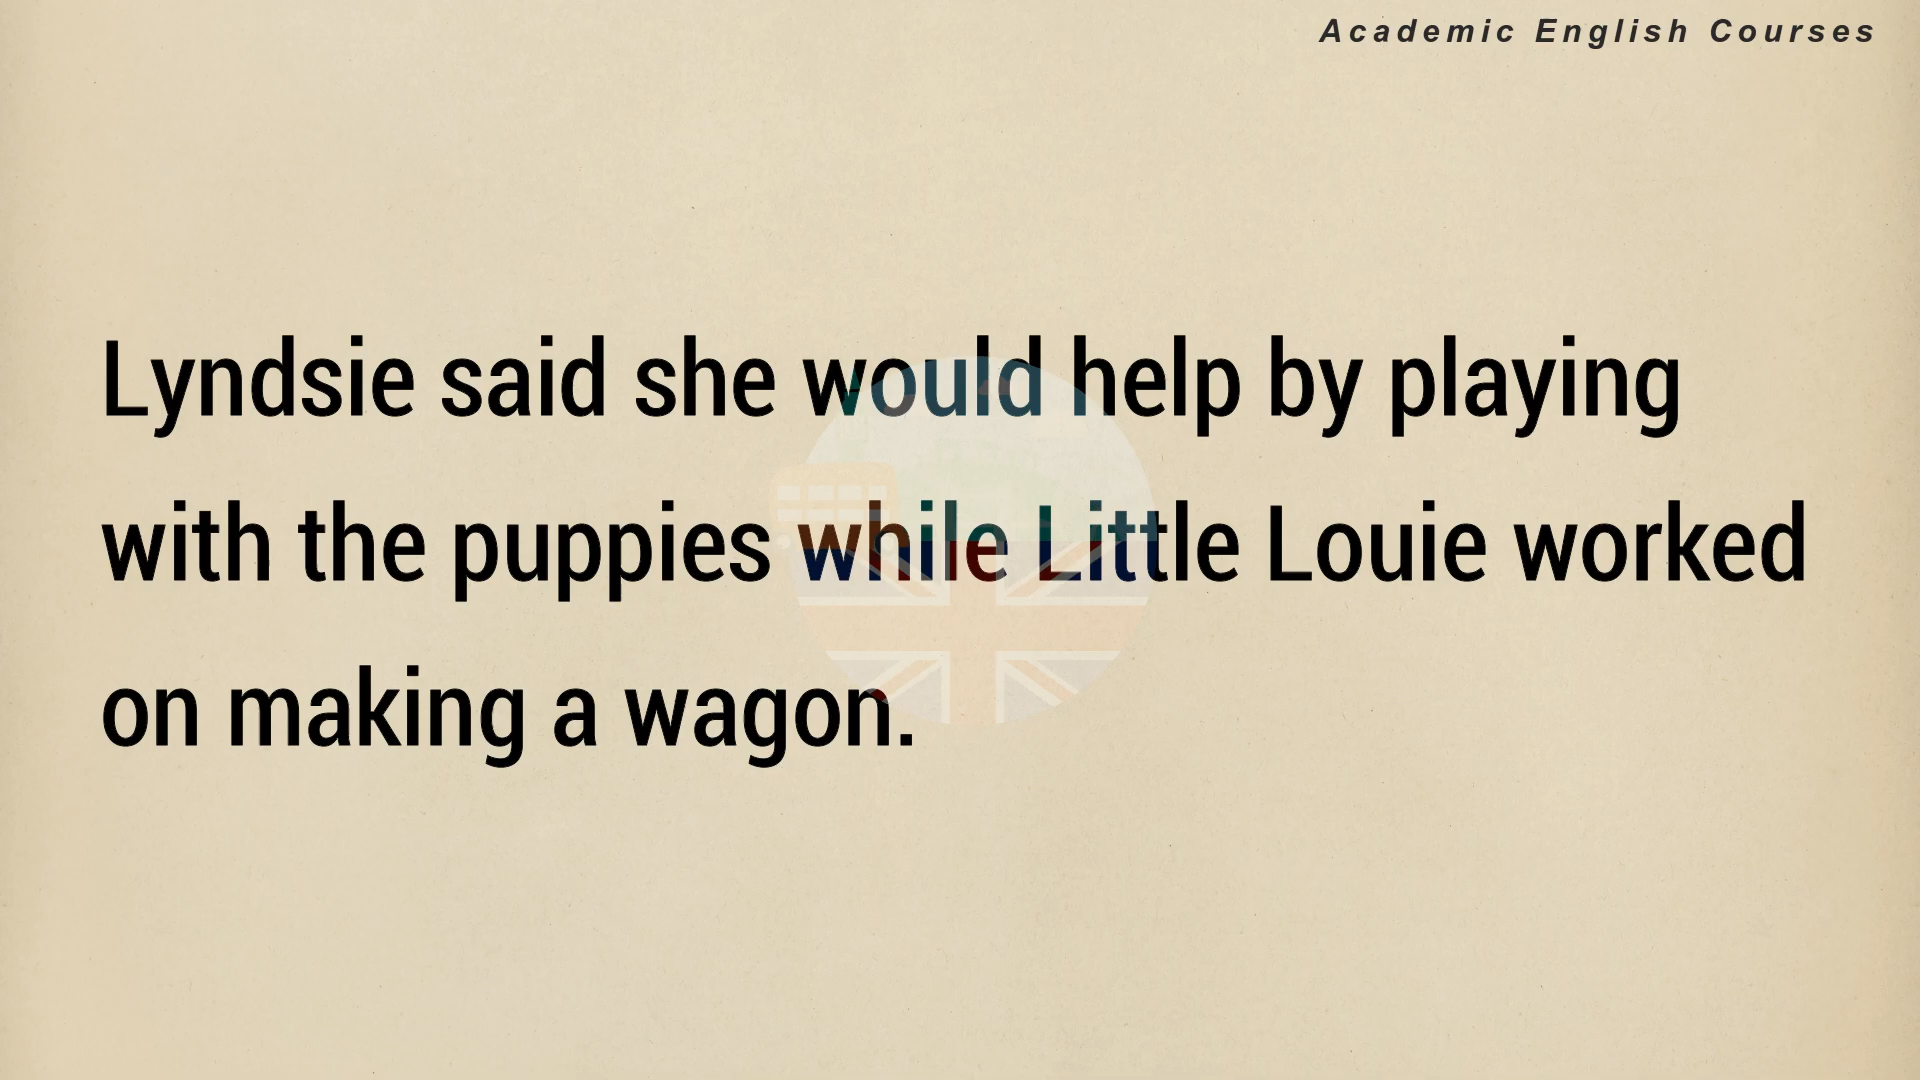 Academic English Courses
Lyndsie said she would help by playing
with the puppies while Little Louie worked
on making a wagon.